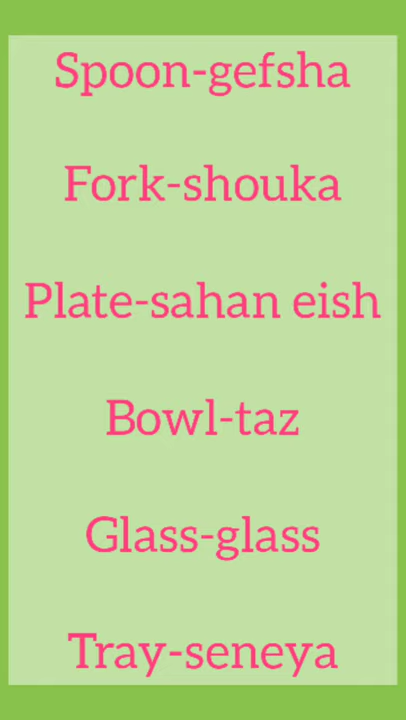 Spoon-gefsha
Fork-shouka
Plate-sahan eish
Bowl-taz
Glass-glass
Tray-seneya